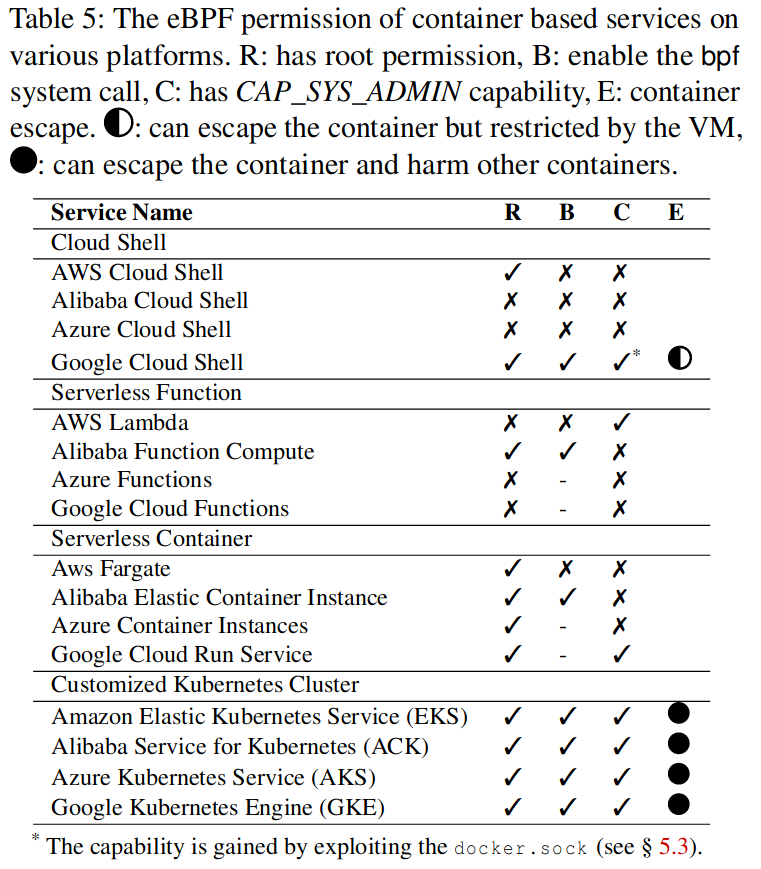 Table 5: The eBPF permission of container based services on
various platforms. R: has root permission, B: enable the bpf
system call, C: has CAP_SYS_ADMIN capability, E: container
escape. ◐: can escape the container but restricted by the VM,
●: can escape the container and harm other containers.
Service Name R B C E
Cloud Shell
AWS Cloud Shell ✓ ✗ ✗
Alibaba Cloud Shell ✗ ✗ ✗
Azure Cloud Shell ✗ ✗ ✗
Google Cloud Shell ✓ ✓ ✓* ◐
Serverless Function
AWS Lambda ✗ ✗ ✓
Alibaba Function Compute ✓ ✓ ✗
Azure Functions ✗ - ✗
Google Cloud Functions ✗ - ✗
Serverless Container
Aws Fargate ✓ ✗ ✗
Alibaba Elastic Container Instance ✓ ✓ ✗
Azure Container Instances ✓ - ✗
Google Cloud Run Service ✓ - ✓
Customized Kubernetes Cluster
Amazon Elastic Kubernetes Service (EKS) ✓ ✓ ✓ ●
Alibaba Service for Kubernetes (ACK) ✓ ✓ ✓ ●
Azure Kubernetes Service (AKS) ✓ ✓ ✓ ●
Google Kubernetes Engine (GKE) ✓ ✓ ✓ ●
* The capability is gained by exploiting the docker.sock (see § 5.3).